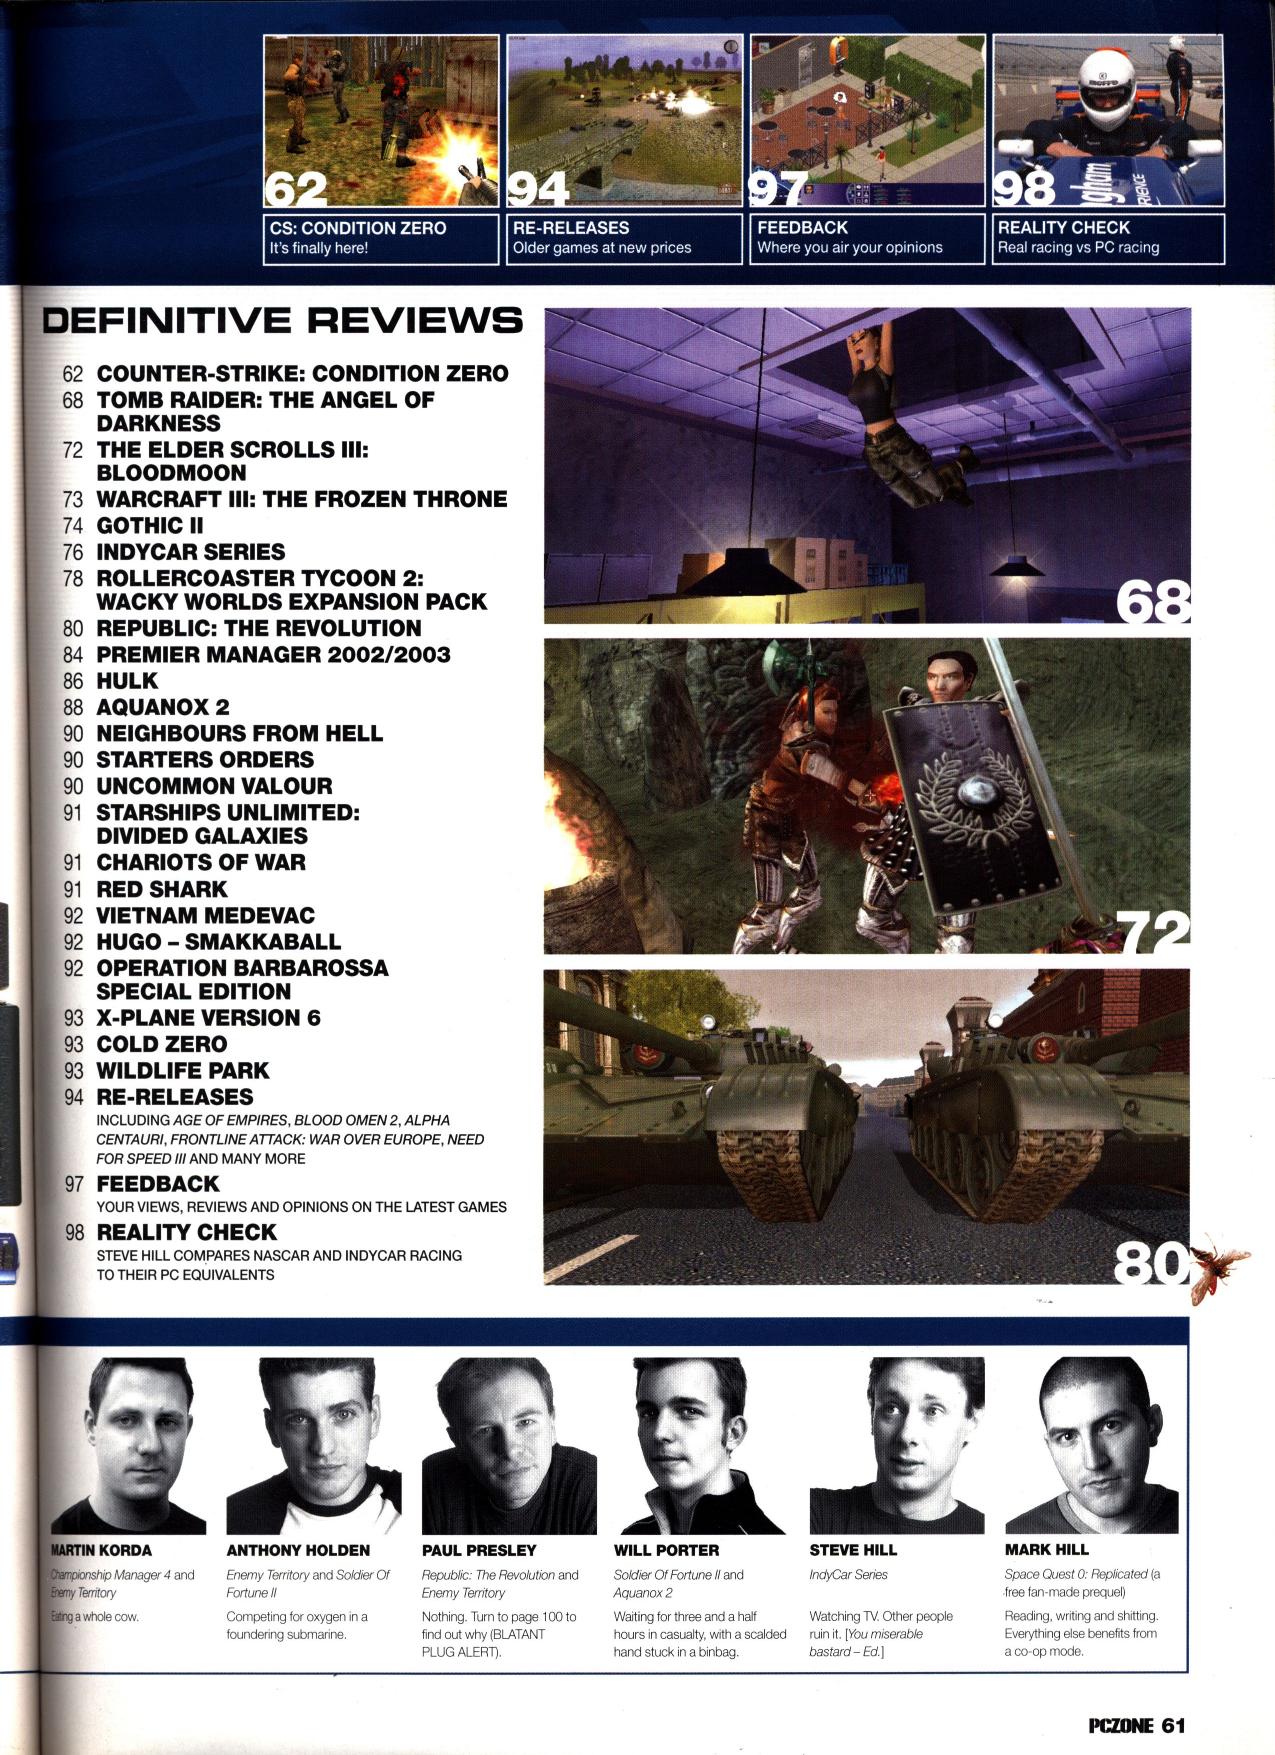 62
CS: CONDITION ZERO
It's finally here!
94
RE-RELEASES
Older games at new prices
97
FEEDBACK
Where you air your opinions
98
REALITY CHECK
Real racing vs PC racing
DEFINITIVE REVIEWS
62 COUNTER-STRIKE: CONDITION ZERO
68 TOMB RAIDER: THE ANGEL OF
DARKNESS
72 THE ELDER SCROLLS III:
BLOODMOON
73 WARCRAFT III: THE FROZEN THRONE
74 GOTHIC II
76 INDYCAR SERIES
78 ROLLERCOASTER TYCOON 2:
WACKY WORLDS EXPANSION PACK
80 REPUBLIC: THE REVOLUTION
84 PREMIER MANAGER 2002/2003
86 HULK
88 AQUANOX 2
90 NEIGHBOURS FROM HELL
90 STARTERS ORDERS
90 UNCOMMON VALOUR
91 STARSHIPS UNLIMITED:
DIVIDED GALAXIES
91 CHARIOTS OF WAR
91 RED SHARK
92 VIETNAM MEDEVAC
92 HUGO – SMAKKABALL
92 OPERATION BARBAROSSA
SPECIAL EDITION
93 X-PLANE VERSION 6
93 COLD ZERO
93 WILDLIFE PARK
94 RE-RELEASES
INCLUDING AGE OF EMPIRES, BLOOD OMEN 2, ALPHA
CENTAURI, FRONTLINE ATTACK: WAR OVER EUROPE, NEED
FOR SPEED III AND MANY MORE
97 FEEDBACK
YOUR VIEWS, REVIEWS AND OPINIONS ON THE LATEST GAMES
98 REALITY CHECK
STEVE HILL COMPARES NASCAR AND INDYCAR RACING
TO THEIR PC EQUIVALENTS
68
72
80
MARTIN KORDA
Championship Manager 4 and
Enemy Territory
Eating a whole cow.
ANTHONY HOLDEN
Enemy Territory and Soldier Of
Fortune II
Competing for oxygen in a
foundering submarine.
PAUL PRESLEY
Republic: The Revolution and
Enemy Territory
Nothing. Turn to page 100 to
find out why (BLATANT
PLUG ALERT).
WILL PORTER
Soldier Of Fortune II and
Aquanox 2
Waiting for three and a half
hours in casualty, with a scalded
hand stuck in a binbag.
STEVE HILL
IndyCar Series
Watching TV. Other people
ruin it. [You miserable
bastard – Ed.]
MARK HILL
Space Quest 0: Replicated (a
free fan-made prequel)
Reading, writing and shitting.
Everything else benefits from
a co-op mode.
PCZONE 61